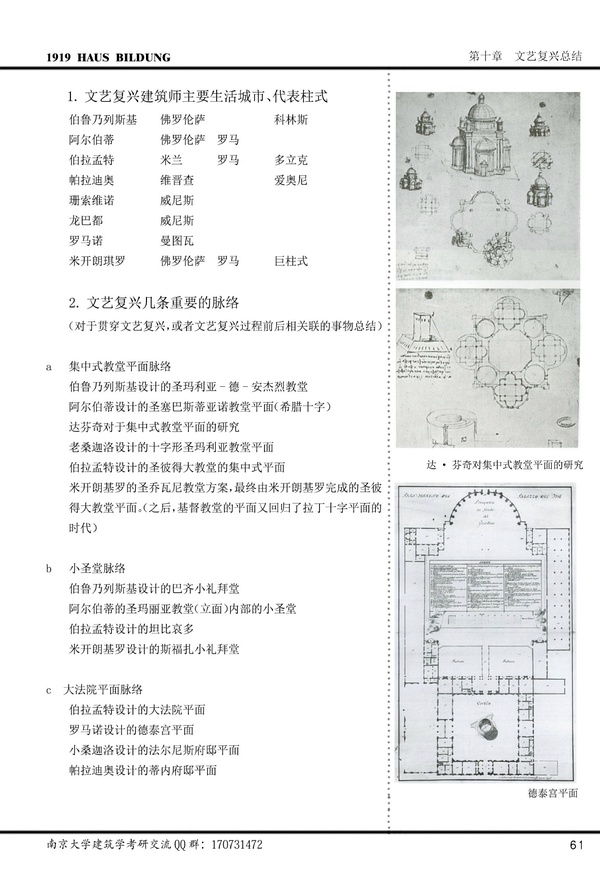 1919 HAUS BILDUNG
第十章 文艺复兴总结
1. 文艺复兴建筑师主要生活城市、代表柱式
伯鲁乃列斯基 佛罗伦萨 科林斯
阿尔伯蒂 佛罗伦萨 罗马
伯拉孟特 米兰 罗马 多立克
帕拉迪奥 维晋查 爱奥尼
珊索维诺 威尼斯
龙巴都 威尼斯
罗马诺 曼图瓦
米开朗琪罗 佛罗伦萨 罗马 巨柱式
2. 文艺复兴几条重要的脉络
（对于贯穿文艺复兴，或者文艺复兴过程前后相关联的事物总结）
a 集中式教堂平面脉络
伯鲁乃列斯基设计的圣玛利亚－德－安杰烈教堂
阿尔伯蒂设计的圣塞巴斯蒂亚诺教堂平面（希腊十字）
达芬奇对于集中式教堂平面的研究
老桑迦洛设计的十字形圣玛利亚教堂平面
伯拉孟特设计的圣彼得大教堂的集中式平面
米开朗基罗的圣乔瓦尼教堂方案，最终由米开朗基罗完成的圣彼
得大教堂平面。（之后，基督教堂的平面又回归了拉丁十字平面的
时代）
b 小圣堂脉络
伯鲁乃列斯基设计的巴齐小礼拜堂
阿尔伯蒂的圣玛丽亚教堂（立面）内部的小圣堂
伯拉孟特设计的坦比哀多
米开朗基罗设计的斯福扎小礼拜堂
c 大法院平面脉络
伯拉孟特设计的大法院平面
罗马诺设计的德泰宫平面
小桑迦洛设计的法尔尼斯府邸平面
帕拉迪奥设计的蒂内府邸平面
达·芬奇对集中式教堂平面的研究
德泰宫平面
南京大学建筑学考研交流QQ群：170731472
61